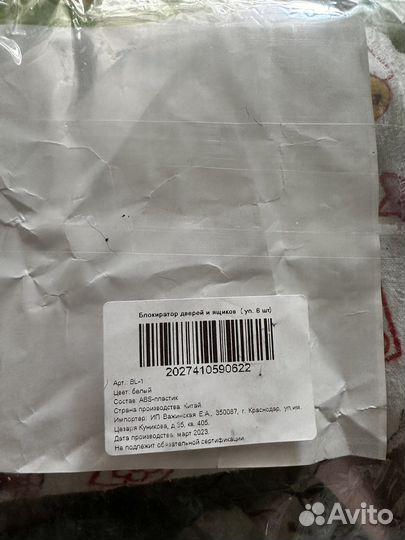 Блокиратор дверей и ящиков (уп. 8 шт)
2027410590622
Арт.: BL-1
Цвет: белый
Состав: ABS-пластик
Страна производства: Китай
Импортер: ИП Важинская Е.А., 350087, г. Краснодар, ул.им.
Цезаря Куникова, д.35, кв. 405.
Дата производства: март 2023.
Не подлежит обязательной сертификации
Avito